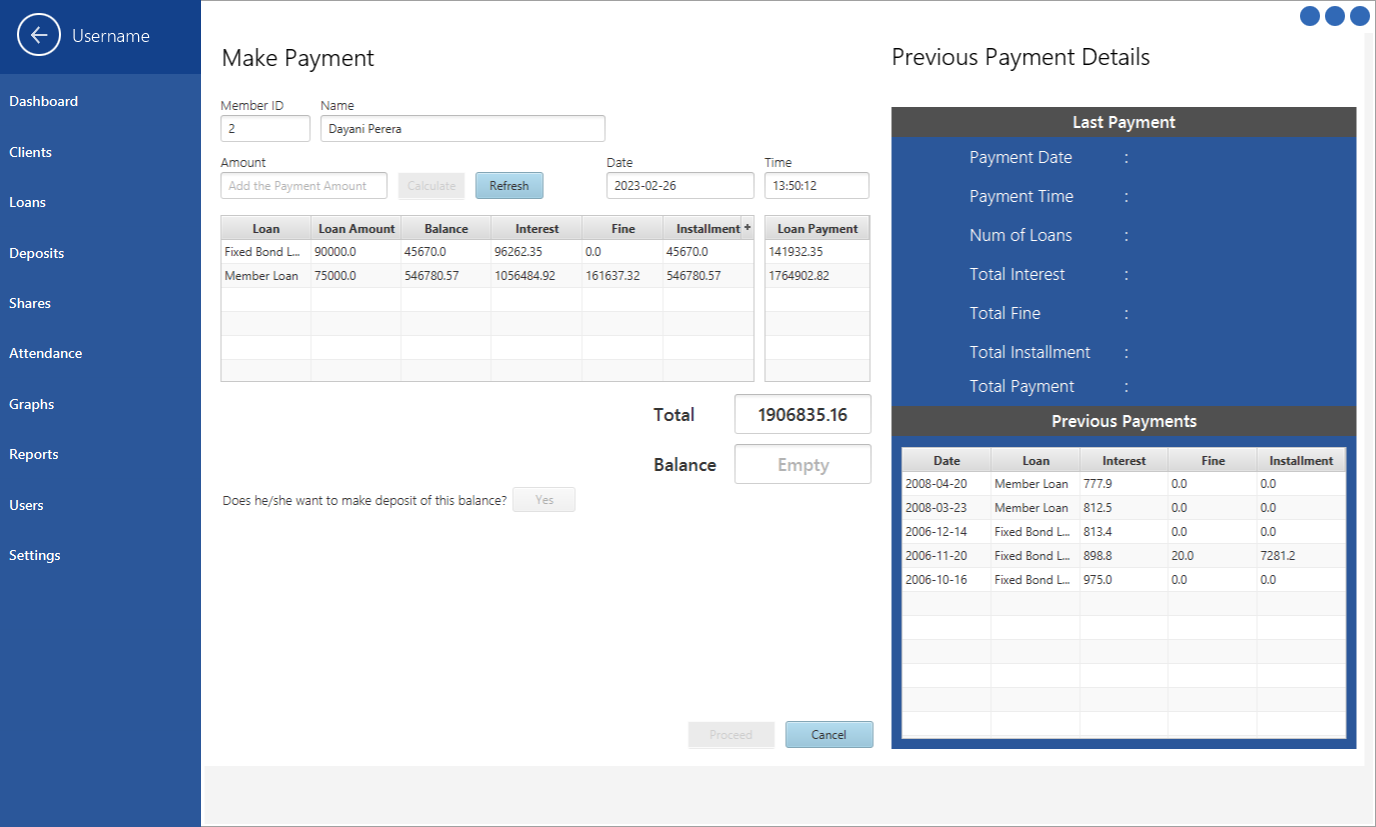 Username
Dashboard
Clients
Loans
Deposits
Shares
Attendance
Graphs
Reports
Users
Settings
Make Payment
Member ID Name
2 Dayani Perera
Amount Date Time
Add the Payment Amount Calculate Refresh 2023-02-26 13:50:12
Loan Loan Amount Balance Interest Fine Installment + Loan Payment
Fixed Bond L... 90000.0 45670.0 96262.35 0.0 45670.0 141932.35
Member Loan 75000.0 546780.57 1056484.92 161637.32 546780.57 1764902.82
Total 1906835.16
Balance Empty
Does he/she want to make deposit of this balance? Yes
Proceed Cancel
Previous Payment Details
Last Payment
Payment Date :
Payment Time :
Num of Loans :
Total Interest :
Total Fine :
Total Installment :
Total Payment :
Previous Payments
Date Loan Interest Fine Installment
2008-04-20 Member Loan 777.9 0.0 0.0
2008-03-23 Member Loan 812.5 0.0 0.0
2006-12-14 Fixed Bond L... 813.4 0.0 0.0
2006-11-20 Fixed Bond L... 898.8 20.0 7281.2
2006-10-16 Fixed Bond L... 975.0 0.0 0.0